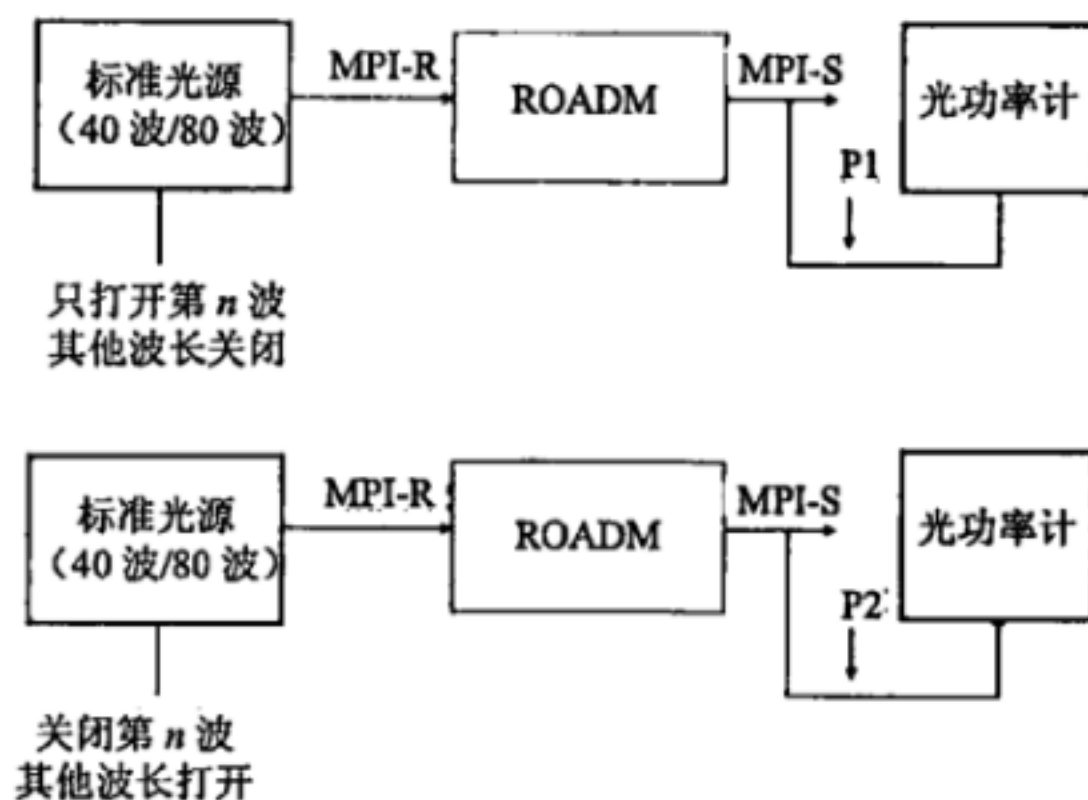 标准光源
（40 波/80 波）
MPI-R
ROADM
MPI-S
光功率计
P1
只打开第 n 波
其他波长关闭
标准光源
（40 波/80 波）
MPI-R
ROADM
MPI-S
光功率计
P2
关闭第 n 波
其他波长打开